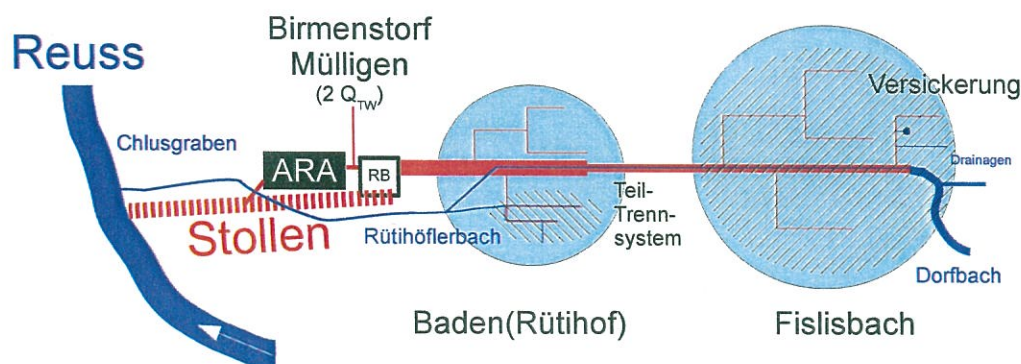 Reuss
Birmenstorf
Mülligen
(2 QTW)
Chlusgraben
ARA
RB
Stollen
Rütihöflerbach
Teil-
Trenn-
system
Versickerung
Drainagen
Dorfbach
Baden(Rütihof)
Fislisbach